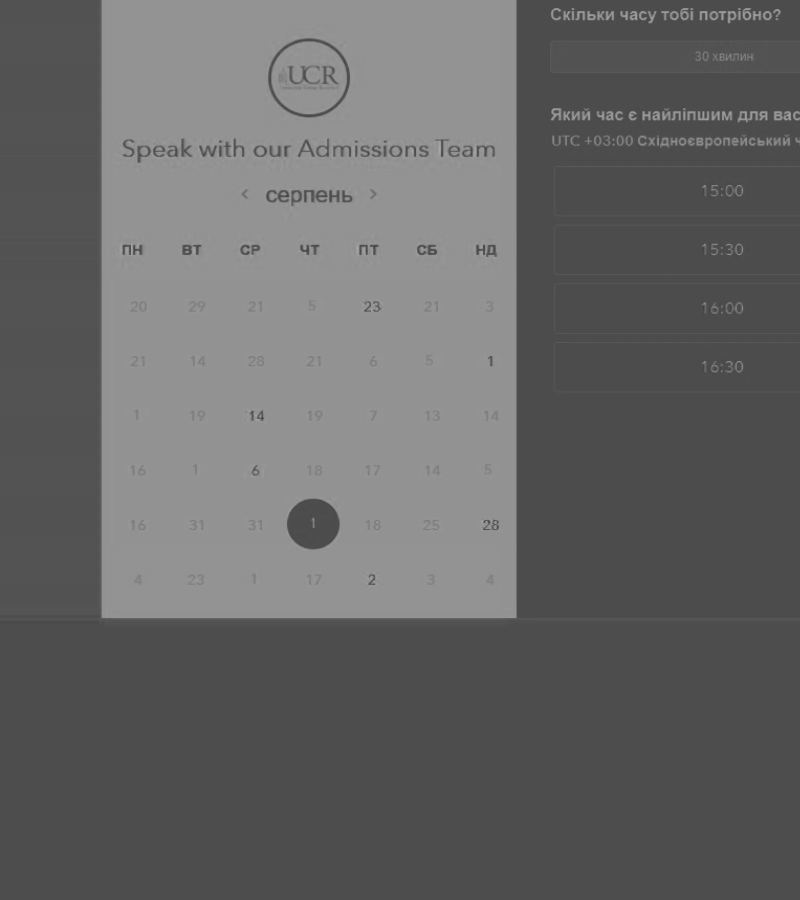 UCR
Speak with our Admissions Team
серпень
ПН ВТ СР ЧТ ПТ СБ НД
20 29 21 5 23 21 3
21 14 28 21 6 5 1
1 19 14 19 7 13 14
16 1 6 18 17 14 5
16 31 31 1 18 25 28
4 23 1 17 2 3 4
Скільки часу тобі потрібно?
30 хвилин
Який час є найліпшим для вас
UTC +03:00 Східноєвропейський ч
15:00
15:30
16:00
16:30